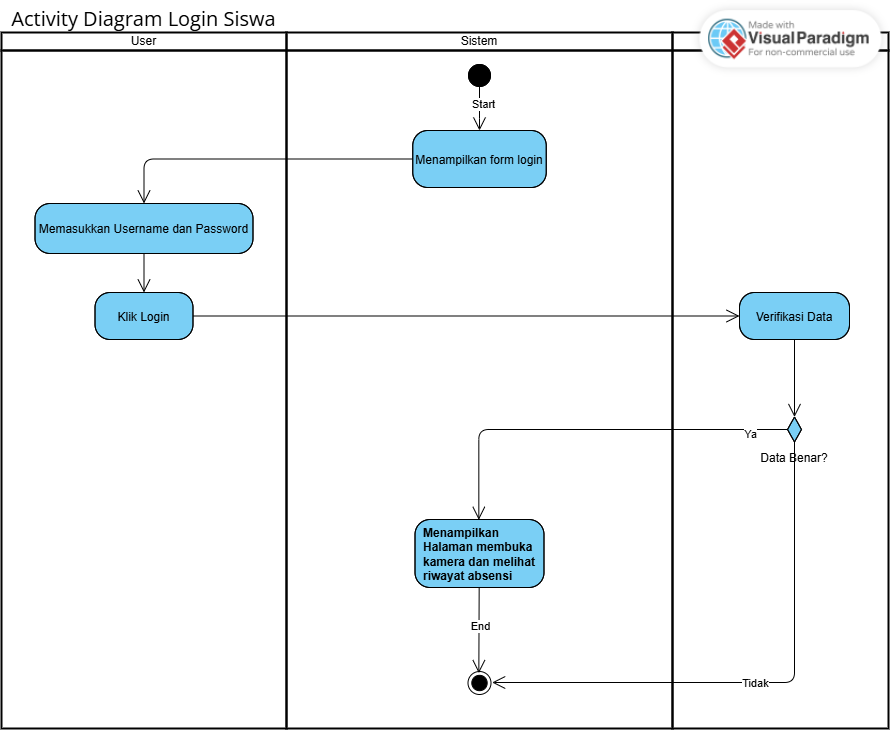 Activity Diagram Login Siswa
User
Sistem
Made with
Visual Paradigm
For non-commercial use
Start
Menampilkan form login
Memasukkan Username dan Password
Klik Login
Verifikasi Data
Ya
Data Benar?
Menampilkan
Halaman membuka
kamera dan melihat
riwayat absensi
End
Tidak